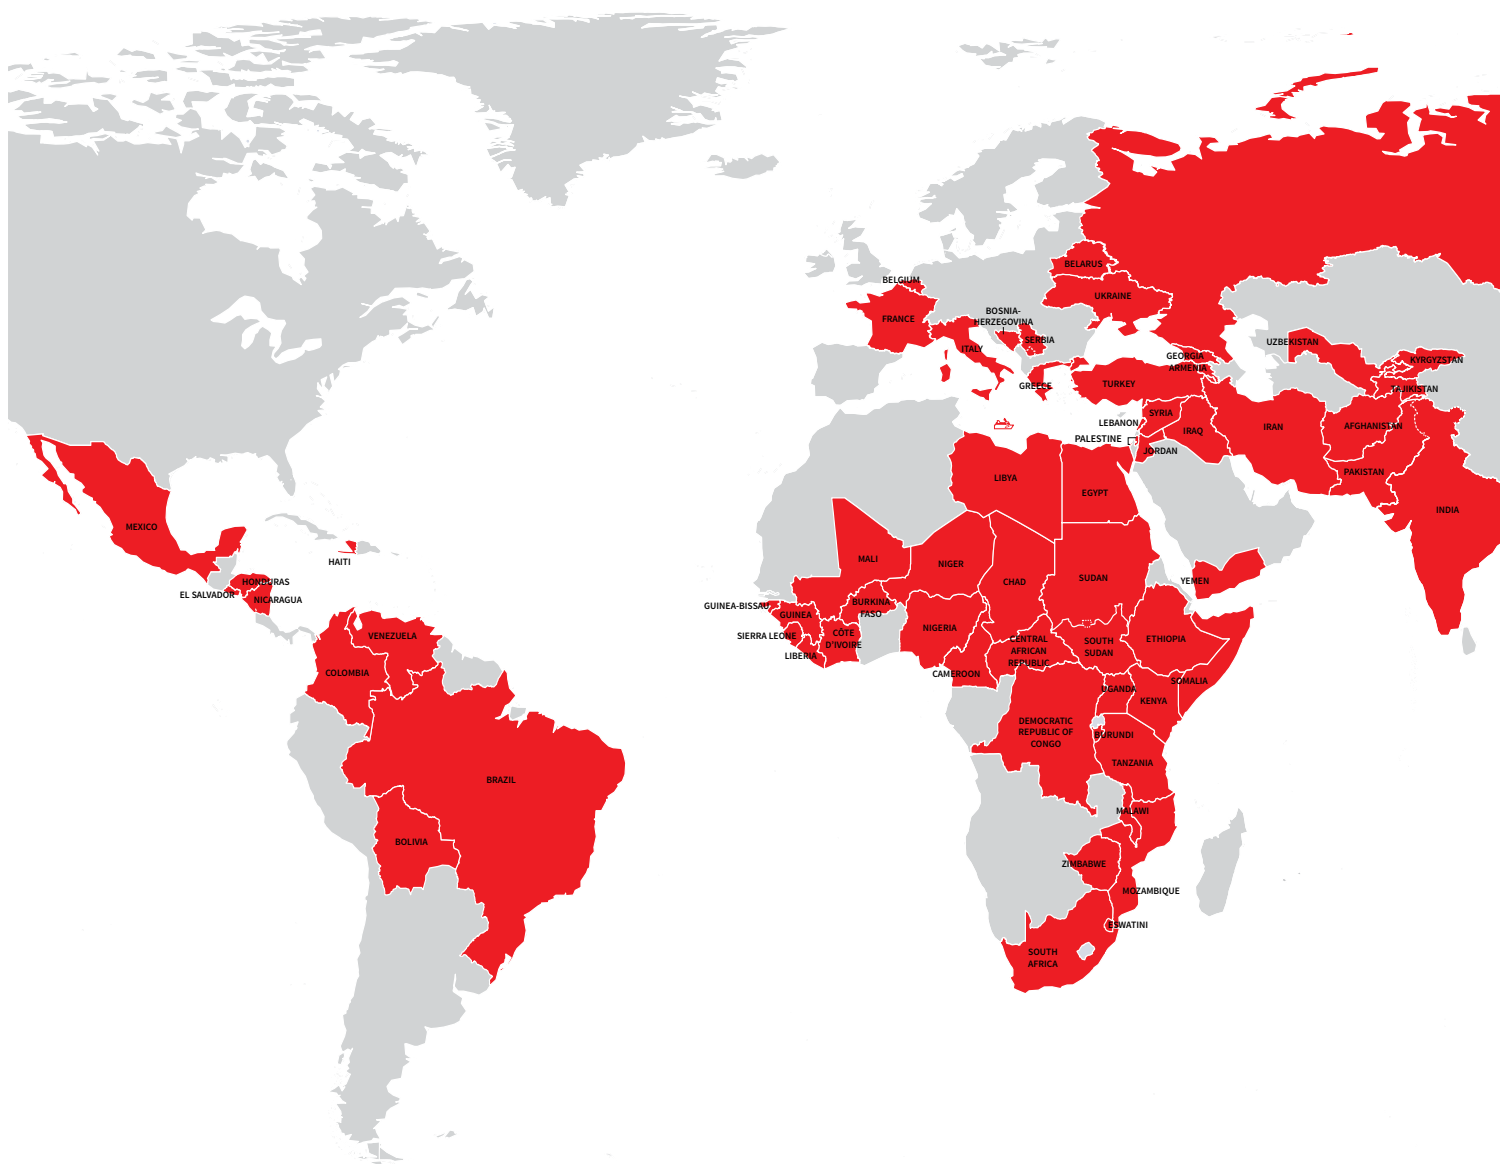 BELARUS
BELGIUM
UKRAINE
BOSNIA-
HERZEGOVINA
FRANCE
SERBIA
UZBEKISTAN
ITALY
GEORGIA
KYRGYZSTAN
ARMENIA
GREECE
TURKEY
TAJIKISTAN
SYRIA
LEBANON
IRAQ
IRAN
AFGHANISTAN
PALESTINE
JORDAN
PAKISTAN
LIBYA
EGYPT
INDIA
MEXICO
HAITI
MALI
NIGER
CHAD
SUDAN
YEMEN
HONDURAS
EL SALVADOR
NICARAGUA
GUINEA-BISSAU
GUINEA
BURKINA
FASO
NIGERIA
VENEZUELA
SIERRA LEONE
CÔTE
D'IVOIRE
CENTRAL
AFRICAN
REPUBLIC
SOUTH
SUDAN
ETHIOPIA
LIBERIA
COLOMBIA
CAMEROON
UGANDA
SOMALIA
KENYA
DEMOCRATIC
REPUBLIC OF
CONGO
BURUNDI
TANZANIA
BRAZIL
MALAWI
BOLIVIA
ZIMBABWE
MOZAMBIQUE
ESWATINI
SOUTH
AFRICA